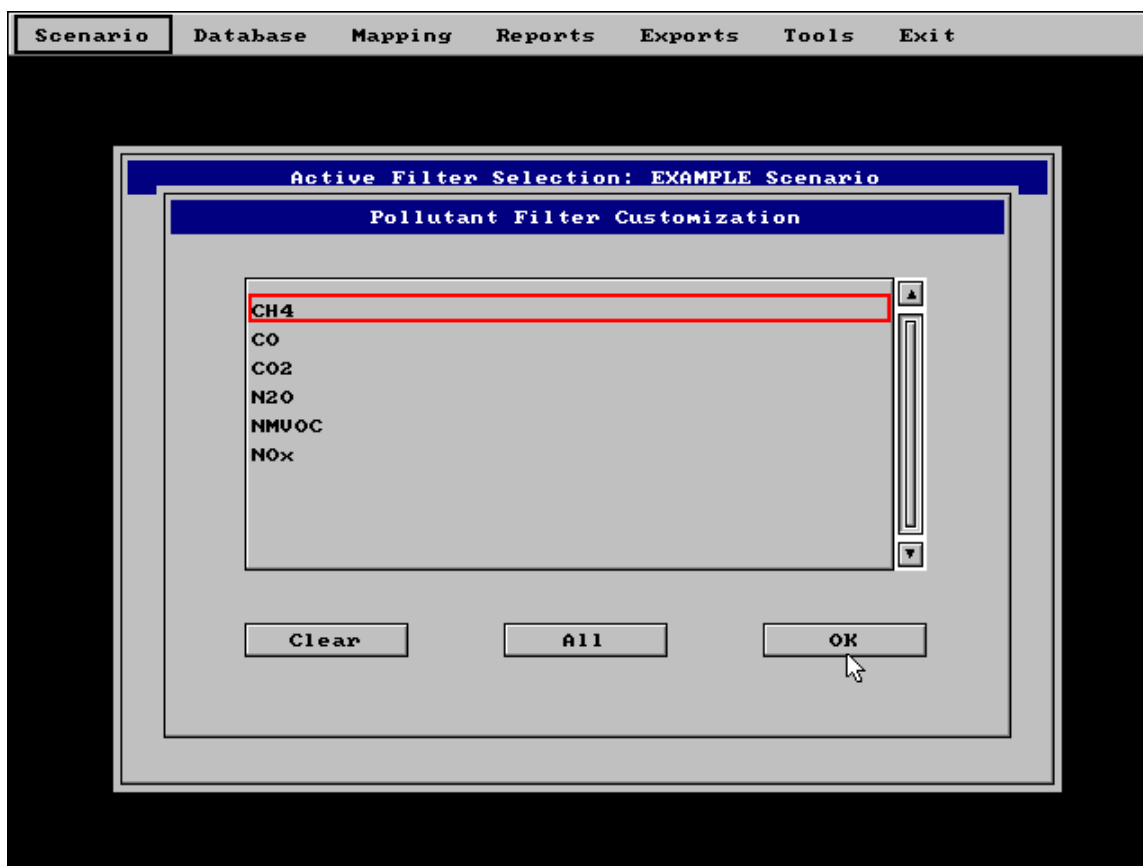 Scenario Database Mapping Reports Exports Tools Exit
Active Filter Selection: EXAMPLE Scenario
Pollutant Filter Customization
CH4
CO
CO2
N2O
NMVOC
NOx
Clear All OK